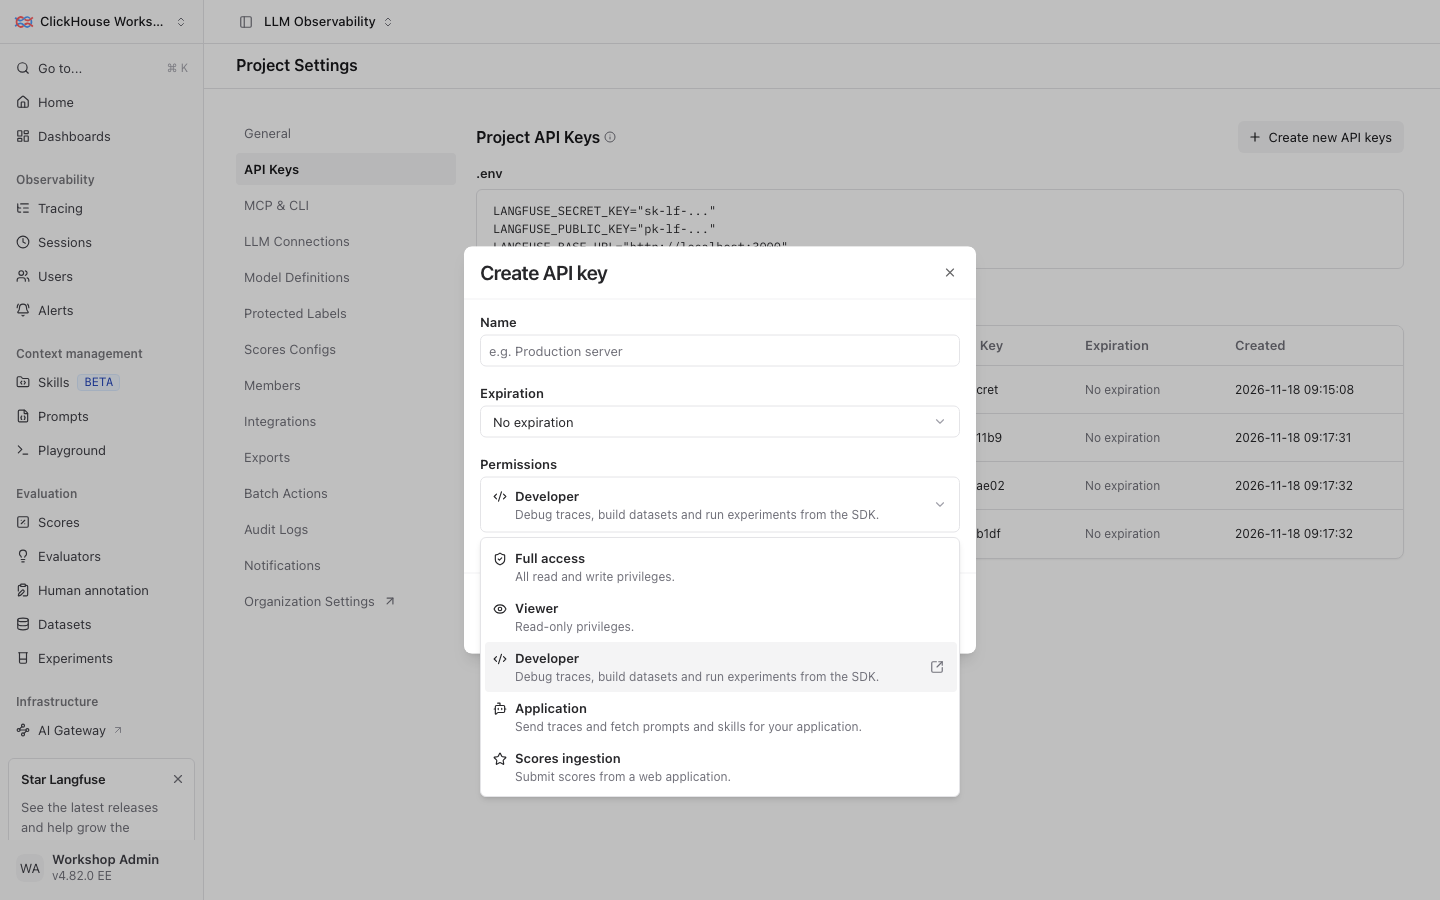 ClickHouse Works...
LLM Observability
Go to...
⌘ K
Home
Dashboards
Observability
Tracing
Sessions
Users
Alerts
Context management
Skills BETA
Prompts
Playground
Evaluation
Scores
Evaluators
Human annotation
Datasets
Experiments
Infrastructure
AI Gateway
Star Langfuse
See the latest releases
and help grow the
WA
Workshop Admin
v4.82.0 EE
Project Settings
General
API Keys
MCP & CLI
LLM Connections
Model Definitions
Protected Labels
Scores Configs
Members
Integrations
Exports
Batch Actions
Audit Logs
Notifications
Organization Settings
Project API Keys
Create new API keys
.env
LANGFUSE_SECRET_KEY="sk-lf-..."
LANGFUSE_PUBLIC_KEY="pk-lf-..."
LANGFUSE_BASE_URL="http://localhost:3000"
Key Expiration Created
cret No expiration 2026-11-18 09:15:08
11b9 No expiration 2026-11-18 09:17:31
ae02 No expiration 2026-11-18 09:17:32
b1df No expiration 2026-11-18 09:17:32
Create API key
Name
e.g. Production server
Expiration
No expiration
Permissions
Developer
Debug traces, build datasets and run experiments from the SDK.
Full access
All read and write privileges.
Viewer
Read-only privileges.
Developer
Debug traces, build datasets and run experiments from the SDK.
Application
Send traces and fetch prompts and skills for your application.
Scores ingestion
Submit scores from a web application.